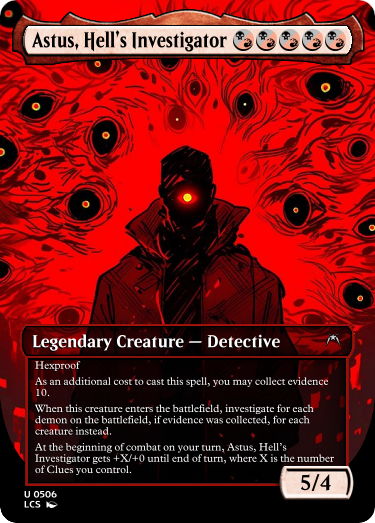 Astus, Hell's Investigator
Legendary Creature — Detective
Hexproof
As an additional cost to cast this spell, you may collect evidence
10.
When this creature enters the battlefield, investigate for each
demon on the battlefield, if evidence was collected, for each
creature instead.
At the beginning of combat on your turn, Astus, Hell's
Investigator gets +X/+0 until end of turn, where X is the number
of Clues you control.
5/4
U 0506
LCS